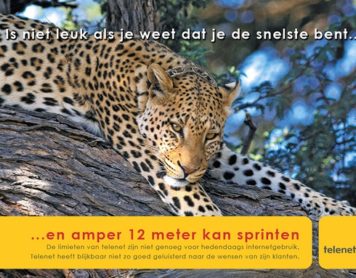 Is niet leuk als je weet dat je de snelste bent...
...en amper 12 meter kan sprinten
De limieten van telenet zijn niet genoeg voor hedendaags internetgebruik.
Telenet heeft blijkbaar niet zo goed geluisterd naar de wensen van zijn klanten.
telenet